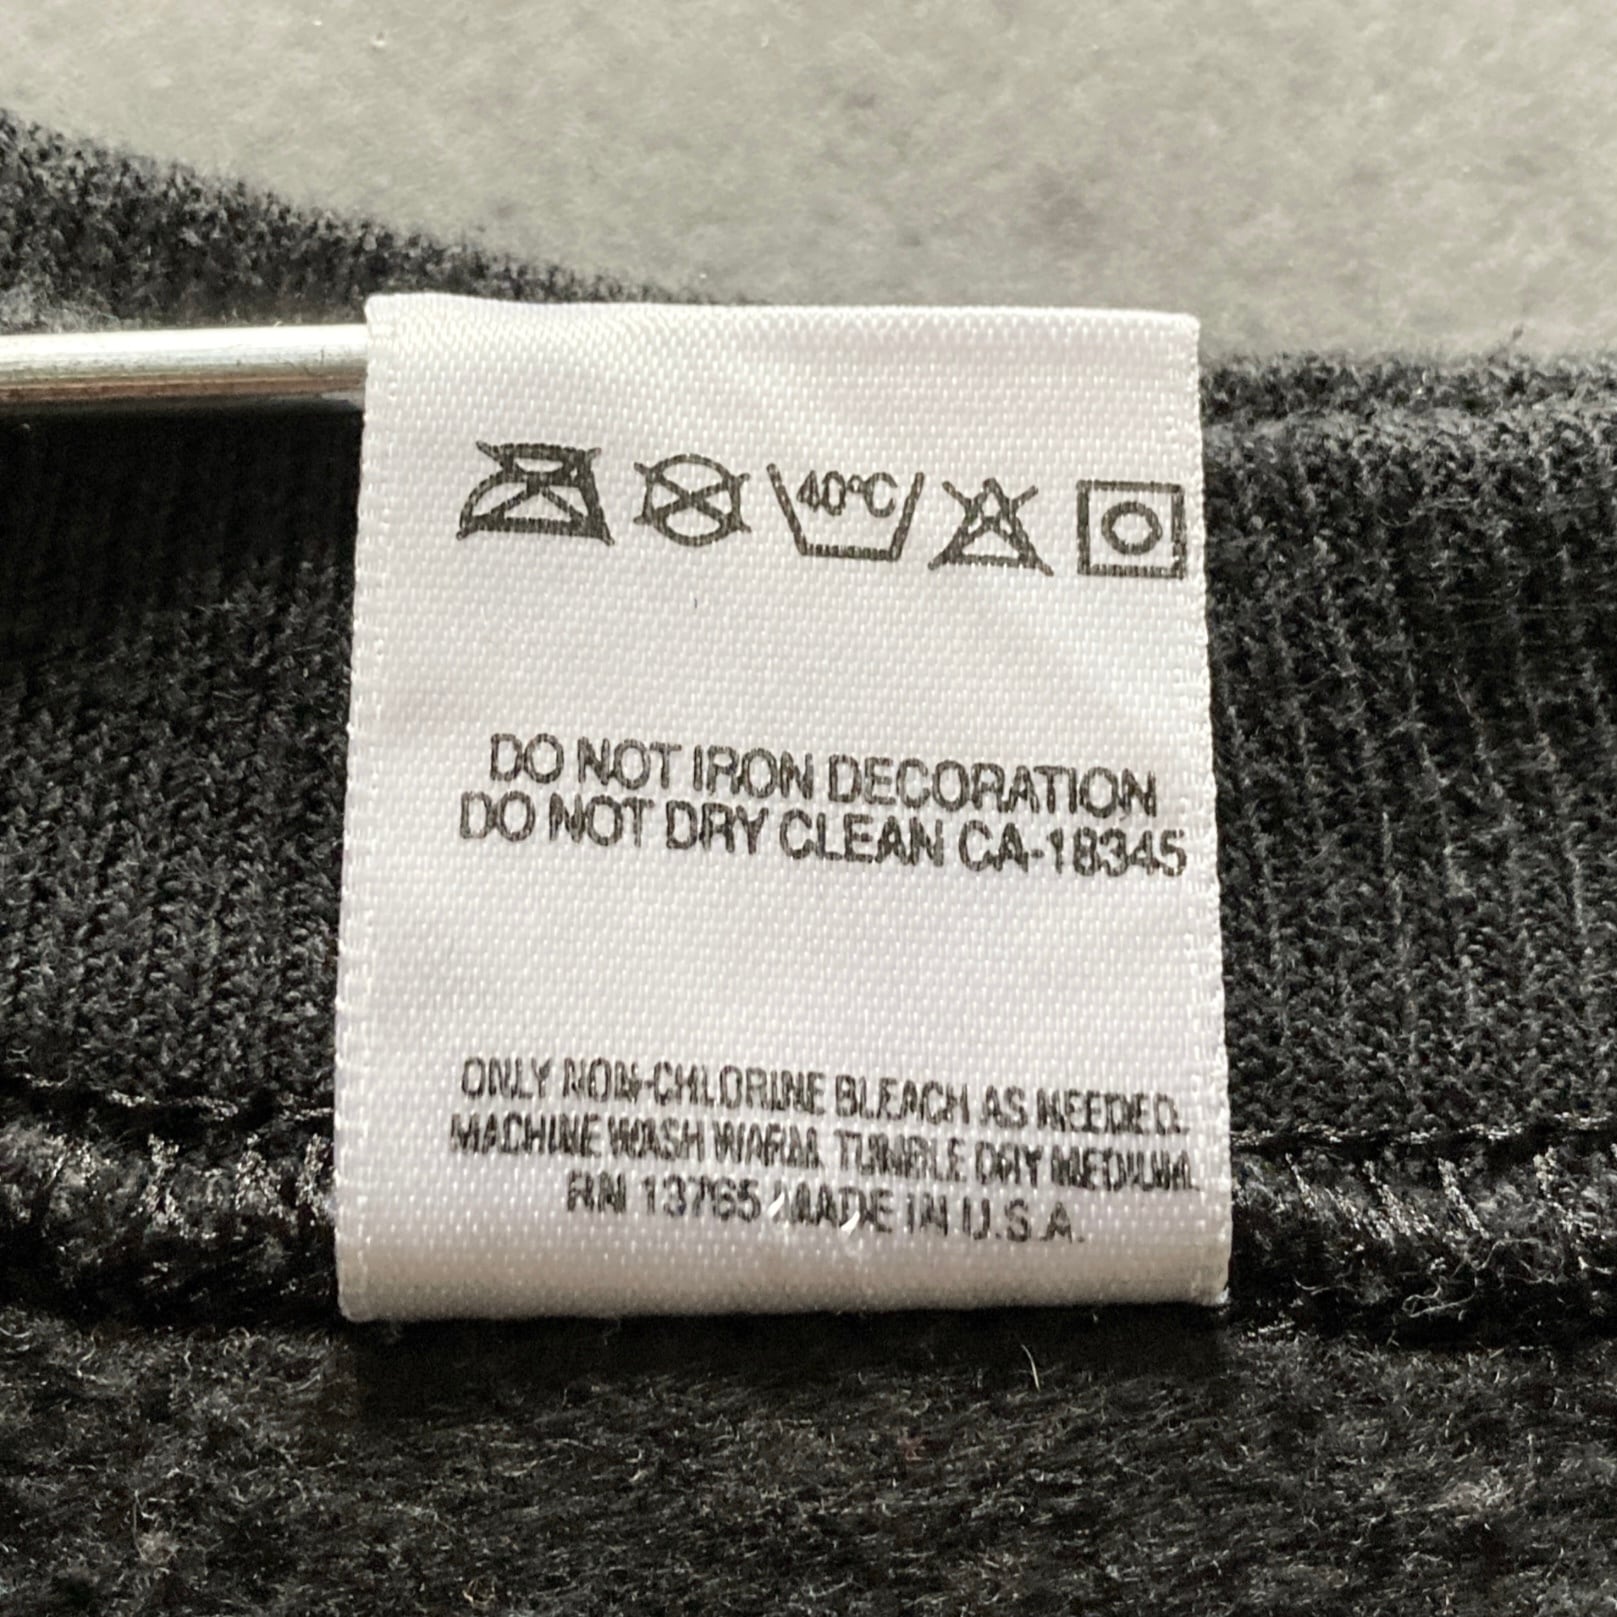 40°C
DO NOT IRON DECORATION
DO NOT DRY CLEAN CA-18345
ONLY NON-CHLORINE BLEACH AS NEEDED.
MACHINE WASH WARM. TUMBLE DRY MEDIUM.
RN 13765 MADE IN U.S.A.